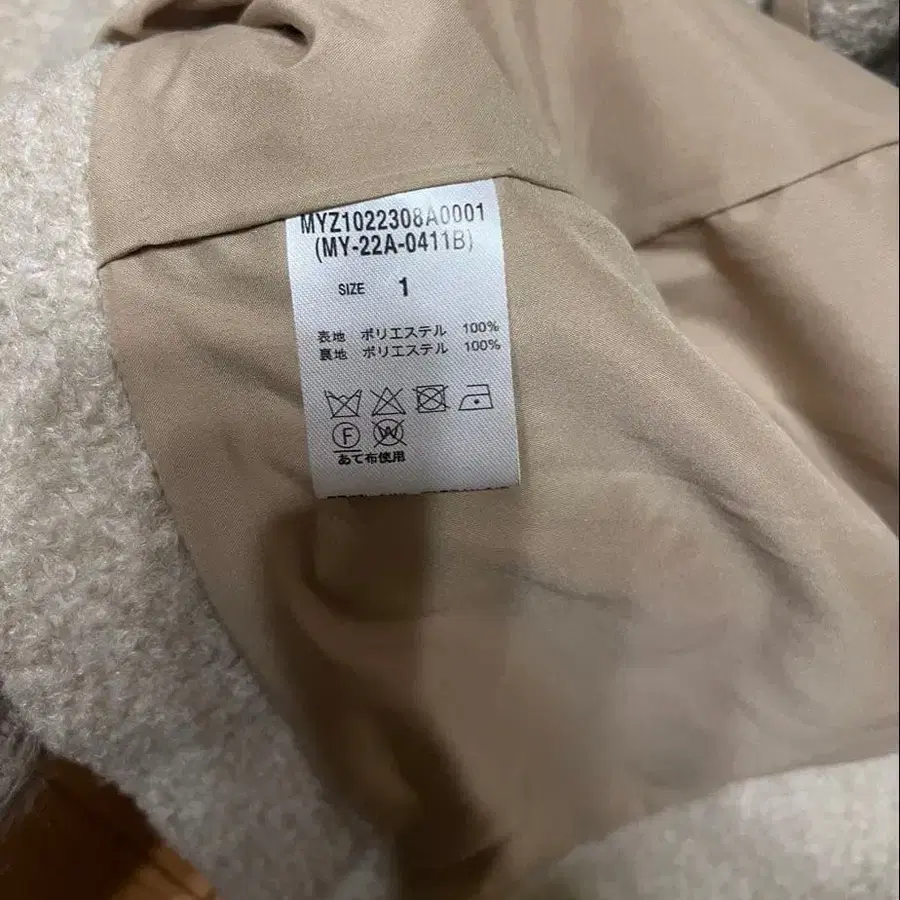 MYZ1022308A0001
(MY-22A-0411B)
SIZE 1
表地 ポリエステル 100%
裏地 ポリエステル 100%
F W
あて布使用